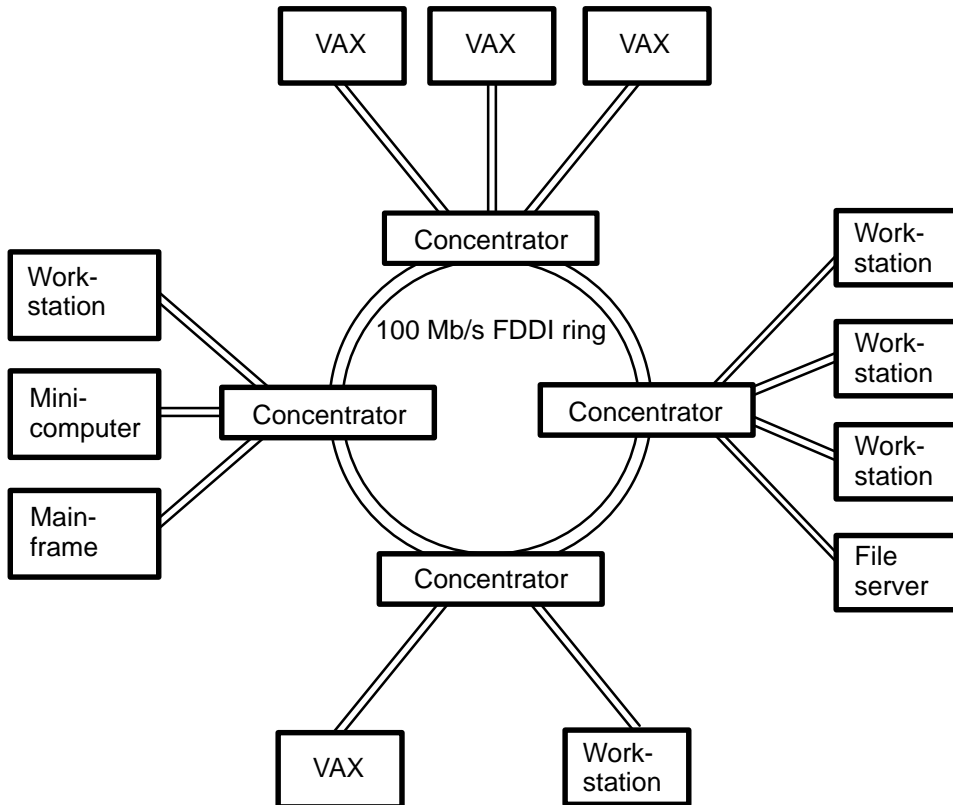 VAX
VAX
VAX
Concentrator
Work-
station
Mini-
computer
Main-
frame
100 Mb/s FDDI ring
Concentrator
Concentrator
Work-
station
Work-
station
Work-
station
File
server
Concentrator
VAX
Work-
station